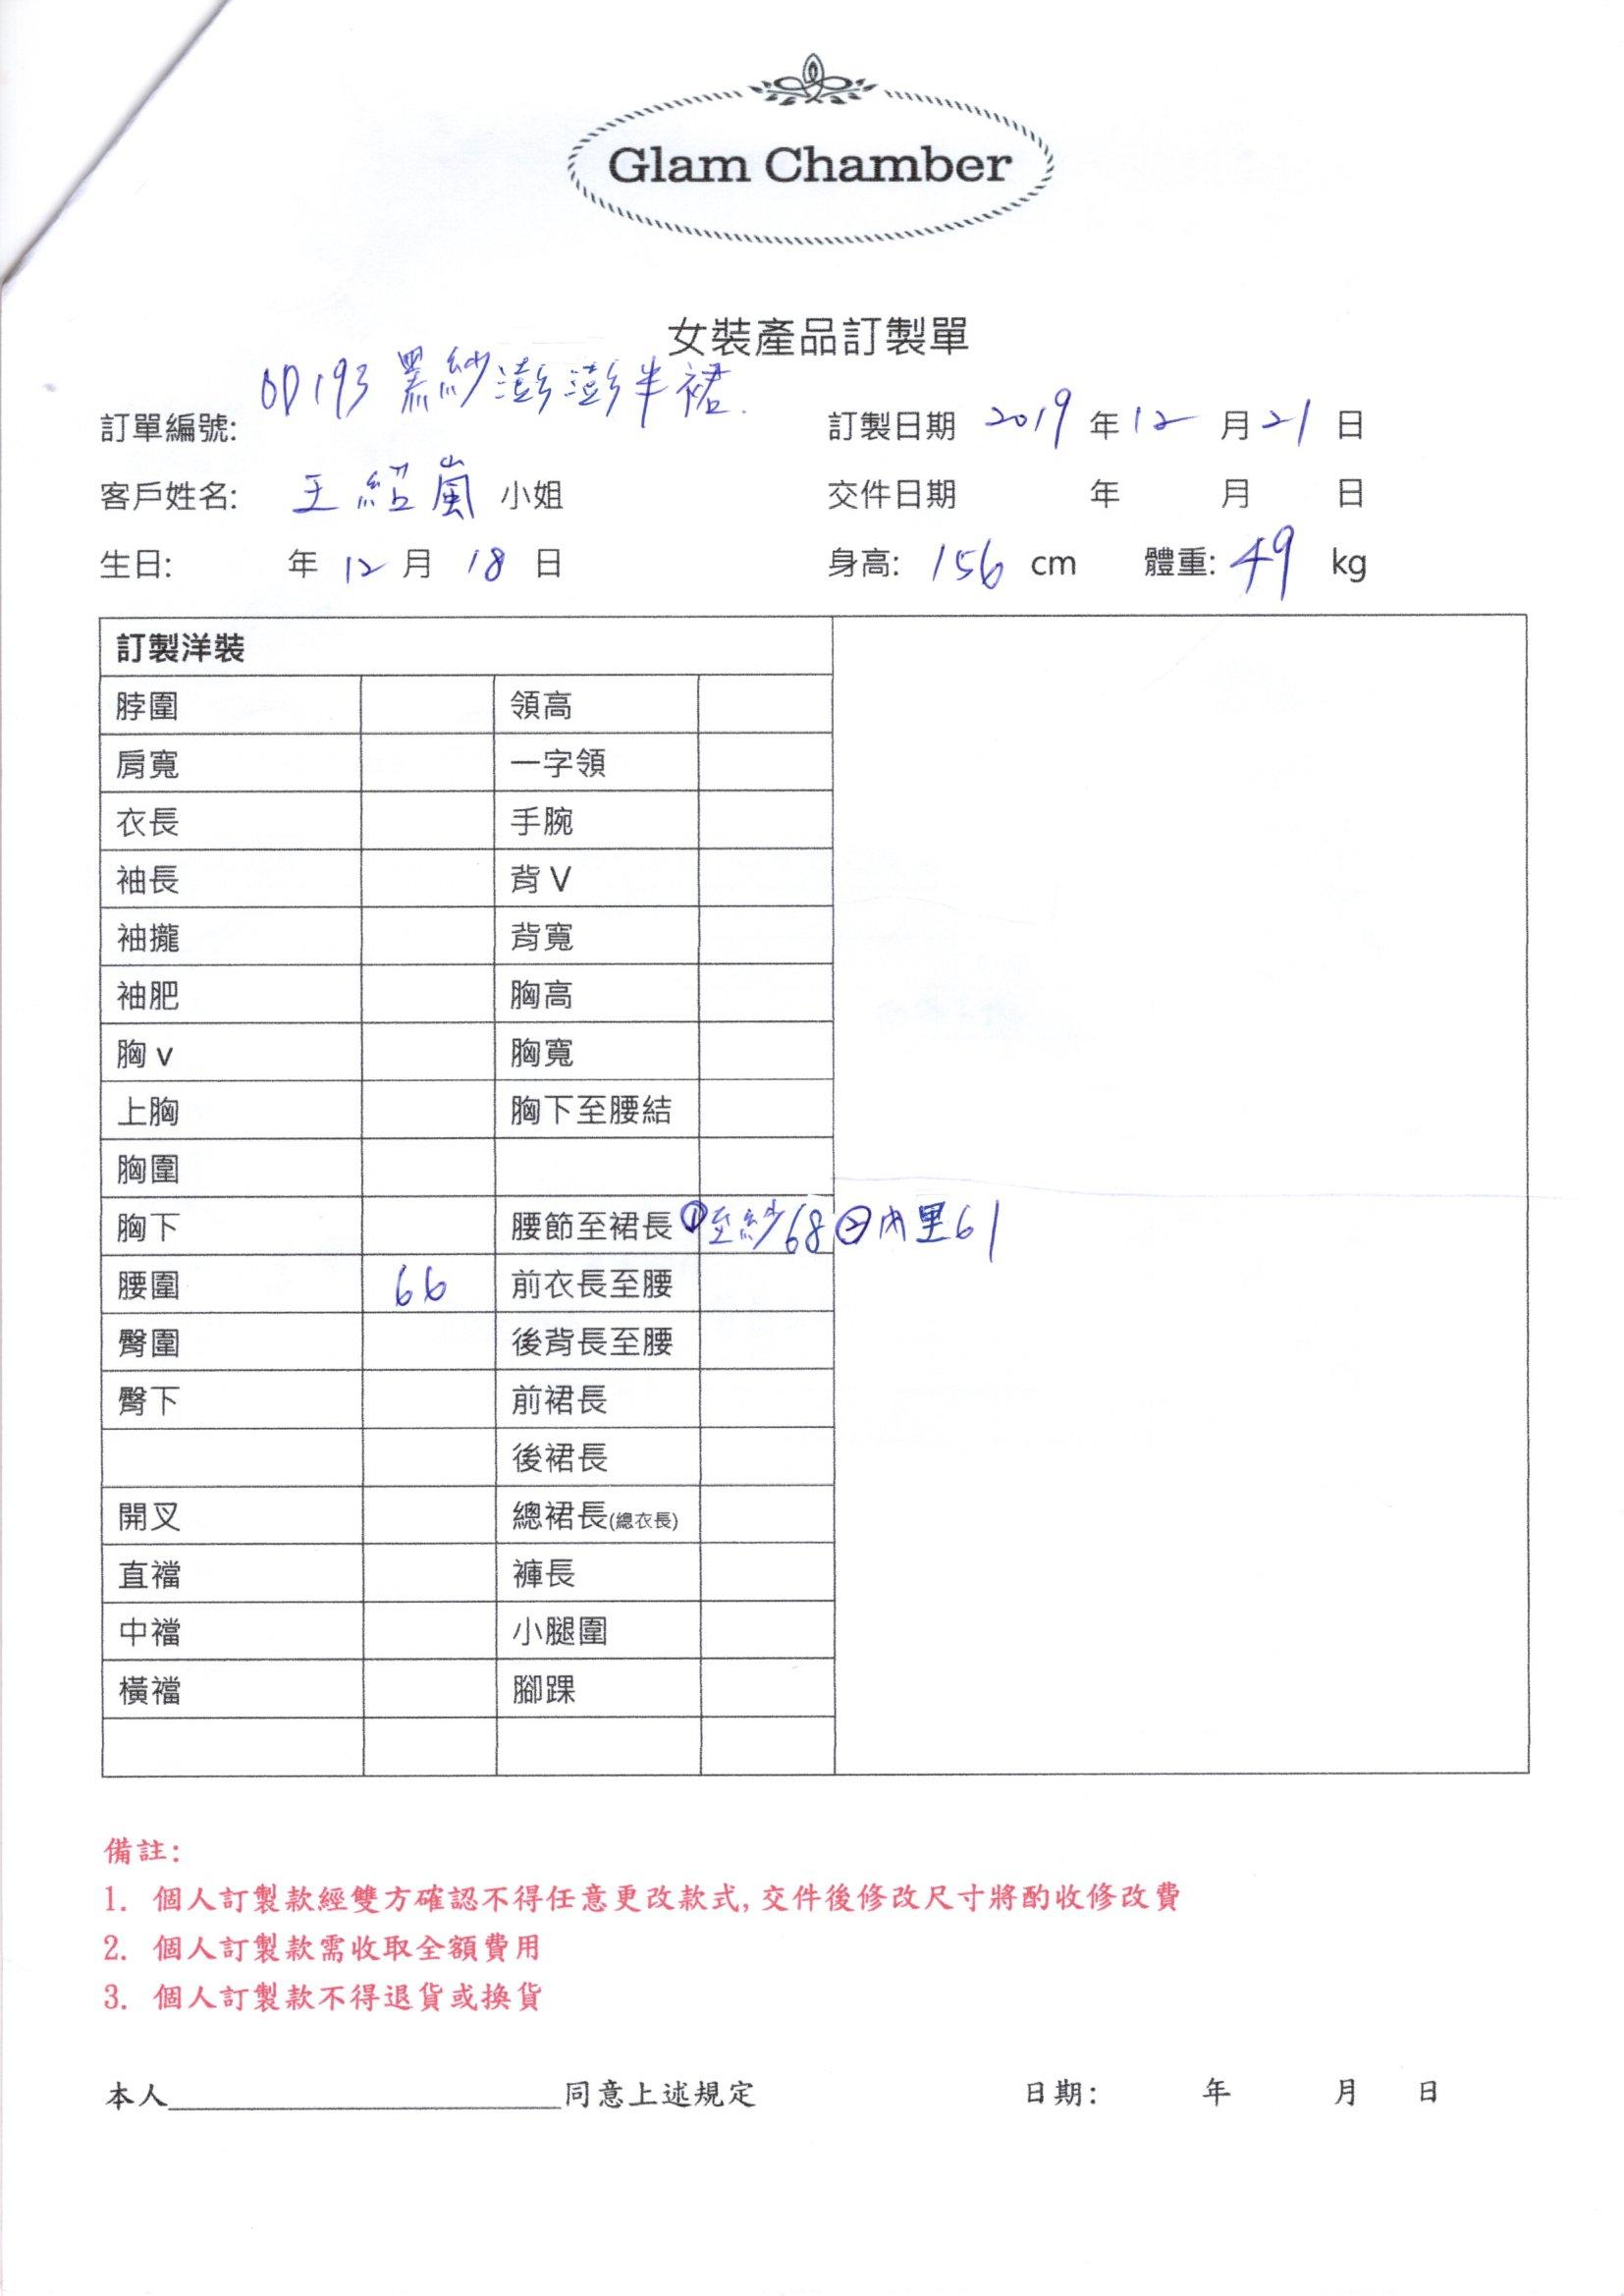 Glam Chamber
女裝產品訂製單
訂單編號: OD193 黑紗澎澎半裙.
訂製日期 2019 年 12 月 21 日
客戶姓名: 王紹嵐 小姐
交件日期 年 月 日
生日: 年 12 月 18 日
身高: 156 cm 體重: 49 kg
訂製洋裝
脖圍 領高
肩寬 一字領
衣長 手腕
袖長 背 V
袖攏 背寬
袖肥 胸高
胸 v 胸寬
上胸 胸下至腰結
胸圍
胸下 腰節至裙長 ①至紗68 ②內里61
腰圍 66 前衣長至腰
臀圍 後背長至腰
臀下 前裙長
後裙長
開叉 總裙長(總衣長)
直襠 褲長
中襠 小腿圍
橫襠 腳踝
備註:
1. 個人訂製款經雙方確認不得任意更改款式, 交件後修改尺寸將酌收修改費
2. 個人訂製款需收取全額費用
3. 個人訂製款不得退貨或換貨
本人________________________同意上述規定 日期: 年 月 日